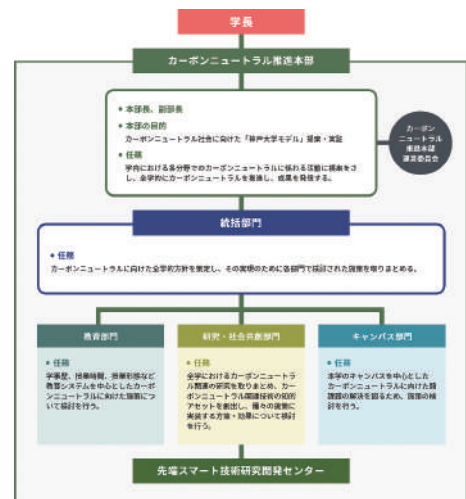 学長
カーボンニュートラル推進本部
• 本部長、副部長
• 本部の目的
カーボンニュートラル社会に向けた「神戸大学モデル」提案・実証
• 任務
学内における各分野でのカーボンニュートラルに係わる活動に横串をさ
し、全学的にカーボンニュートラルを推進し、成果を発信する。
カーボン
ニュートラル
推進本部
運営委員会
統括部門
• 任務
カーボンニュートラルに向けた全学的方針を策定し、その実現のために各部門で検討された施策を取りまとめる。
教育部門
• 任務
学事暦、授業時間、授業形態など
教育システムを中心としたカーボ
ンニュートラルに向けた施策につ
いて検討を行う。
研究・社会共創部門
• 任務
全学におけるカーボンニュートラ
ル関連の研究を取りまとめ、カー
ボンニュートラル関連技術の知的
アセットを創出し、種々の施策に
実装する方策・効果について検討
を行う。
キャンパス部門
• 任務
本学のキャンパスを中心とした
カーボンニュートラルに向けた諸
課題の解決を図るため、施策の検
討を行う。
先端スマート技術研究開発センター